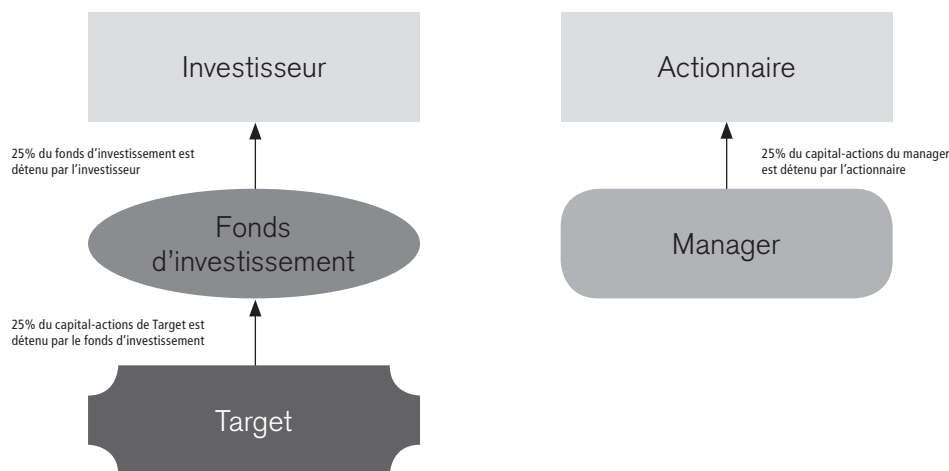 Investisseur
Actionnaire
25% du fonds d'investissement est
détenu par l'investisseur
25% du capital-actions du manager
est détenu par l'actionnaire
Fonds
d'investissement
Manager
25% du capital-actions de Target est
détenu par le fonds d'investissement
Target